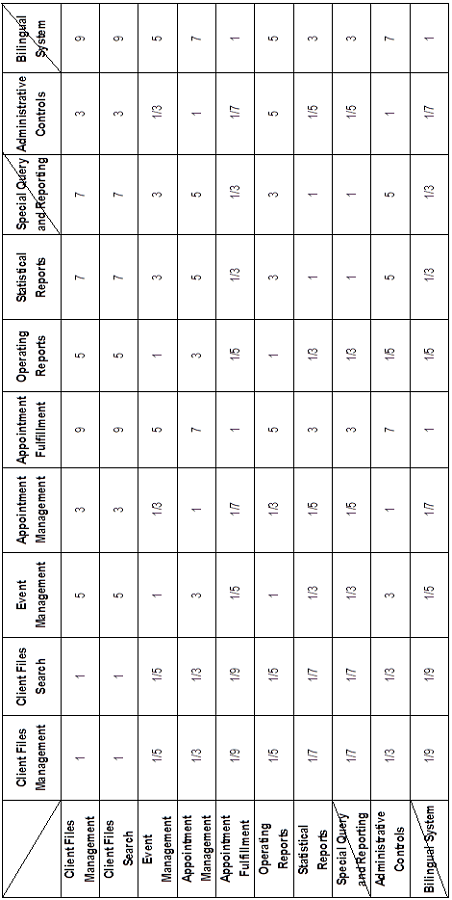 Client Files Client Files Event Appointment Appointment Operating Statistical Special Query Administrative Bilingual
Management Search Management Management Fulfillment Reports Reports and Reporting Controls System
Client Files
Management 1 1 5 3 9 5 7 7 3 9
Client Files
Search 1 1 5 3 9 5 7 7 3 9
Event
Management 1/5 1/5 1 1/3 5 1 3 3 1/3 5
Appointment
Management 1/3 1/3 3 1 7 3 5 5 1 7
Appointment
Fulfillment 1/9 1/9 1/5 1/7 1 1/5 1/3 1/3 1/7 1
Operating
Reports 1/5 1/5 1 1/3 5 1 3 3 5 5
Statistical
Reports 1/7 1/7 1/3 1/5 3 1/3 1 1 1/5 3
Special Query
and Reporting 1/7 1/7 1/3 1/5 3 1/3 1 1 1/5 3
Administrative
Controls 1/3 1/3 3 1 7 1/5 5 5 1 7
Bilingual System 1/9 1/9 1/5 1/7 1 1/5 1/3 1/3 1/7 1